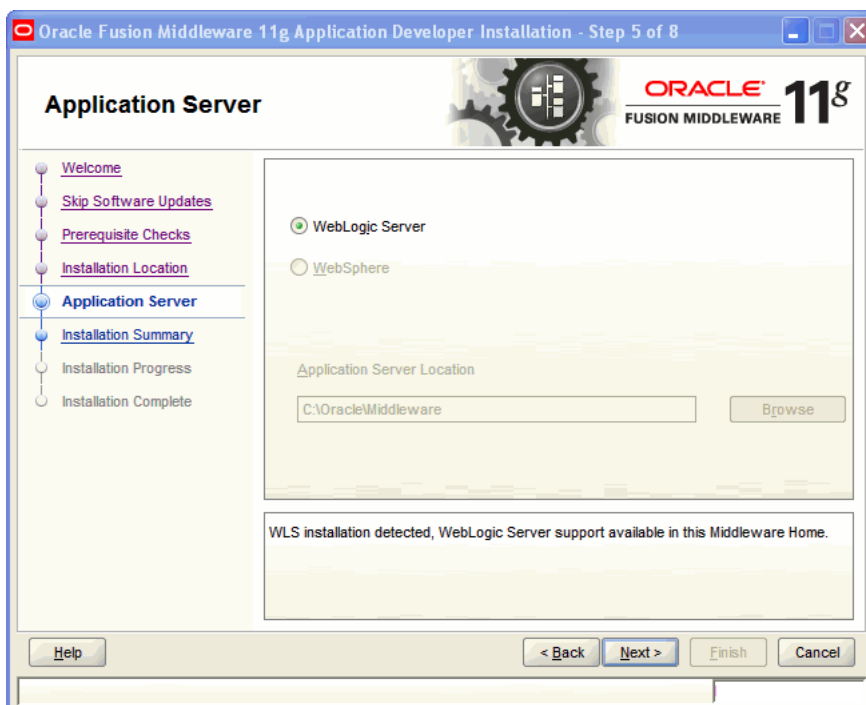 Oracle Fusion Middleware 11g Application Developer Installation - Step 5 of 8
Application Server
ORACLE
FUSION MIDDLEWARE 11g
Welcome
Skip Software Updates
Prerequisite Checks
Installation Location
Application Server
Installation Summary
Installation Progress
Installation Complete
WebLogic Server
WebSphere
Application Server Location
C:\Oracle\Middleware
Browse
WLS installation detected, WebLogic Server support available in this Middleware Home.
Help
< Back
Next >
Finish
Cancel